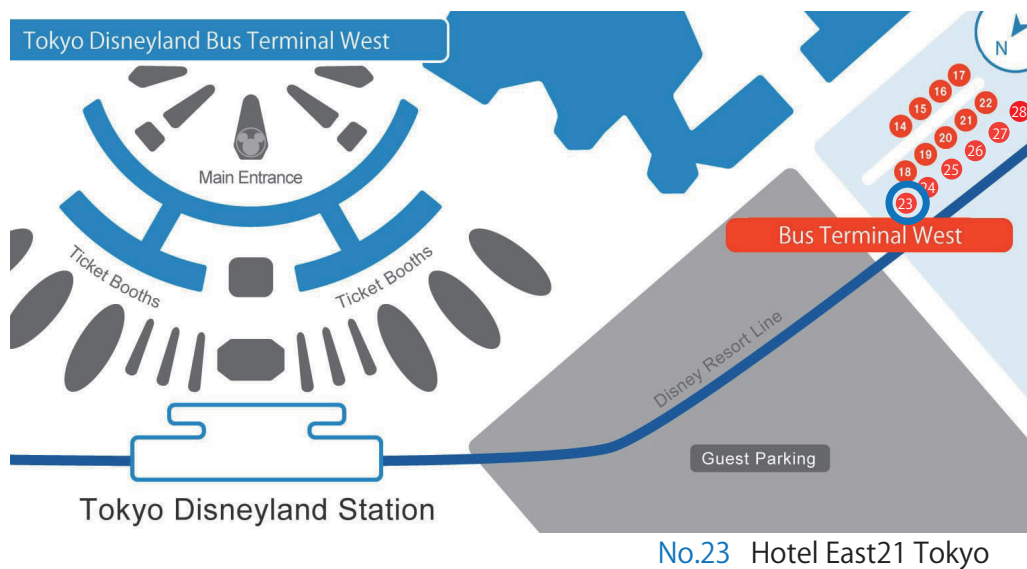 Tokyo Disneyland Bus Terminal West
N
17
16
15
14
22
21
20
19
18
28
27
26
25
24
23
Main Entrance
Bus Terminal West
Ticket Booths
Ticket Booths
Disney Resort Line
Guest Parking
Tokyo Disneyland Station
No.23 Hotel East21 Tokyo